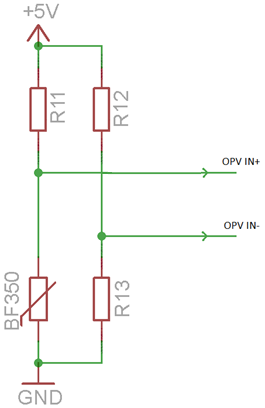 +5V
R11
R12
OPV IN+
OPV IN-
BF350
R13
GND